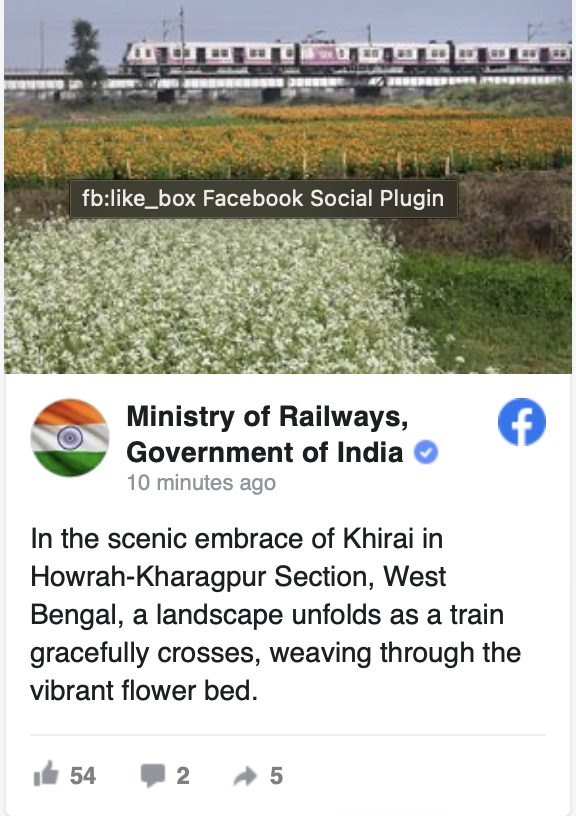 fb:like_box Facebook Social Plugin
Ministry of Railways,
Government of India
10 minutes ago
In the scenic embrace of Khirai in
Howrah-Kharagpur Section, West
Bengal, a landscape unfolds as a train
gracefully crosses, weaving through the
vibrant flower bed.
54 2 5